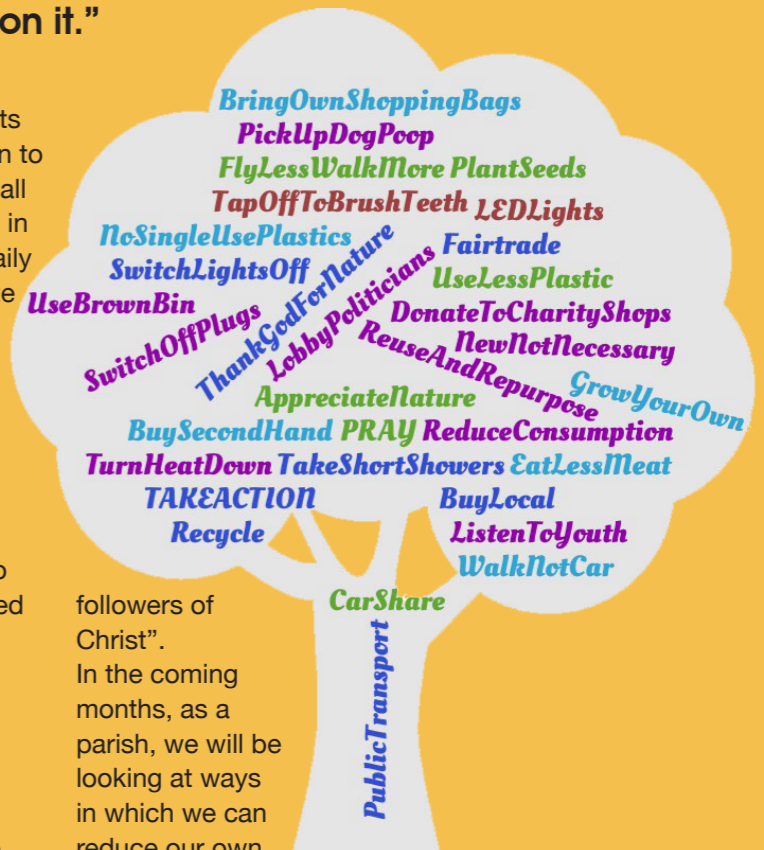 on it.”
ts
n to
all
in
aily
e
BringOwnShoppingBags
PickUpDogPoop
FlyLessWalkMore PlantSeeds
TapOffToBrushTeeth LEDLights
NoSingleUsePlastics
Fairtrade
SwitchLightsOff
UseLessPlastic
UseBrownBin
SwitchOffPlugs
ThankGodForNature
LobbyPoliticians
DonateToCharityShops
NewNotNecessary
ReuseAndRepurpose
GrowYourOwn
AppreciateNature
BuySecondHand PRAY ReduceConsumption
TurnHeatDown TakeShortShowers EatLessMeat
TAKEACTION
BuyLocal
Recycle
ListenToYouth
WalkNotCar
CarShare
PublicTransport
o
ed
followers of
Christ”.
In the coming
months, as a
parish, we will be
looking at ways
in which we can
reduce our own